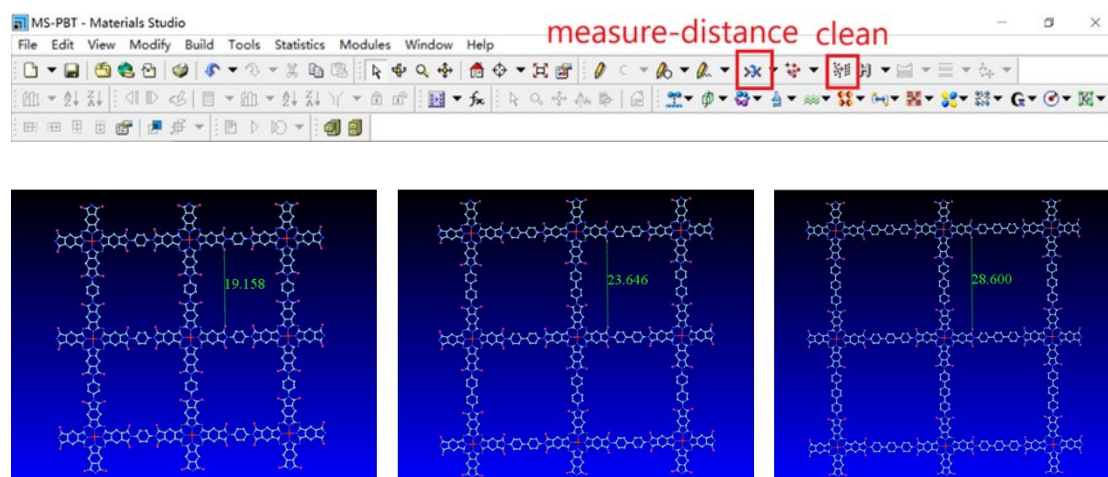 MS-PBT - Materials Studio
measure-distance clean
File Edit View Modify Build Tools Statistics Modules Window Help
19.158
23.646
28.600